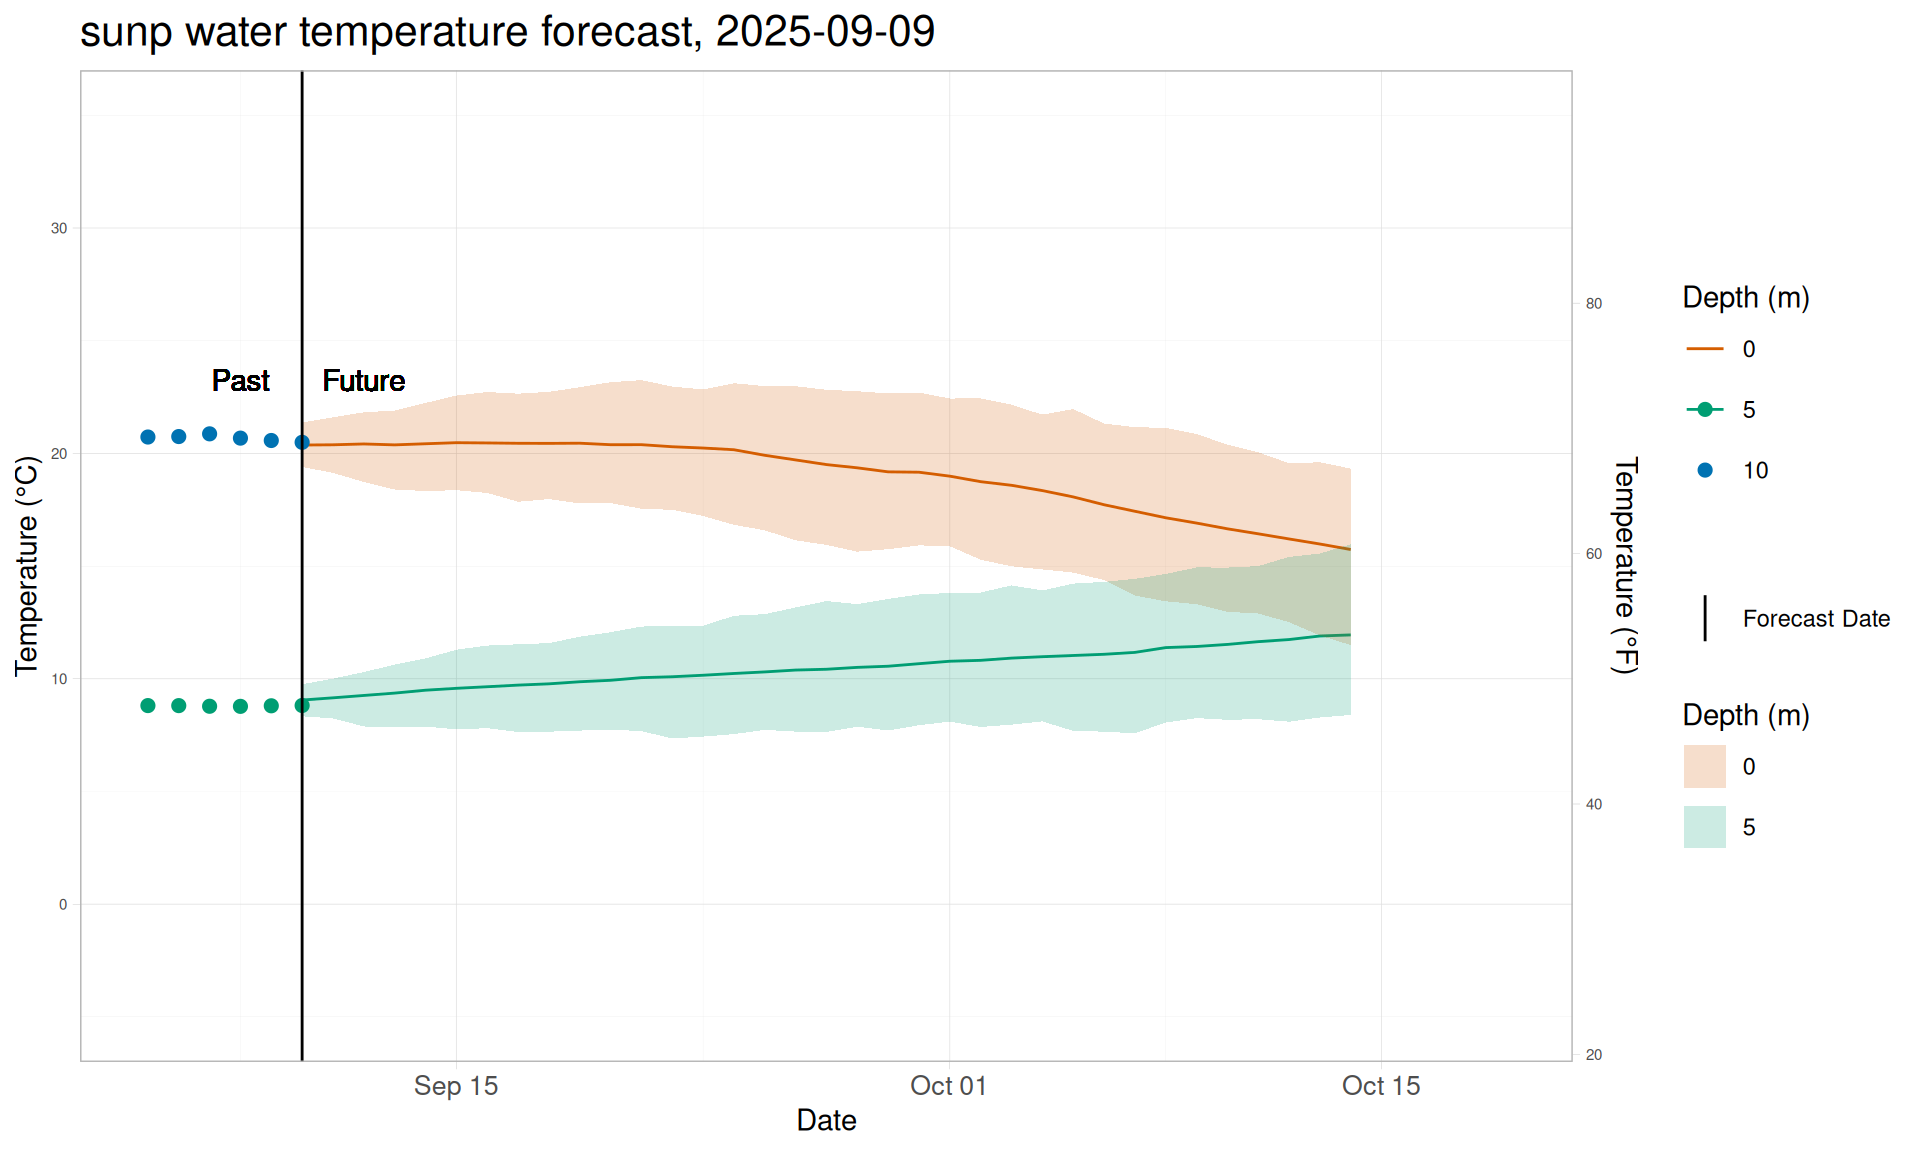 sunp water temperature forecast, 2025-09-09
Temperature (°C)
30
20
10
0
Past
Future
Sep 15
Oct 01
Oct 15
Date
80
60
40
20
Temperature (°F)
Depth (m)
0
5
10
Forecast Date
Depth (m)
0
5